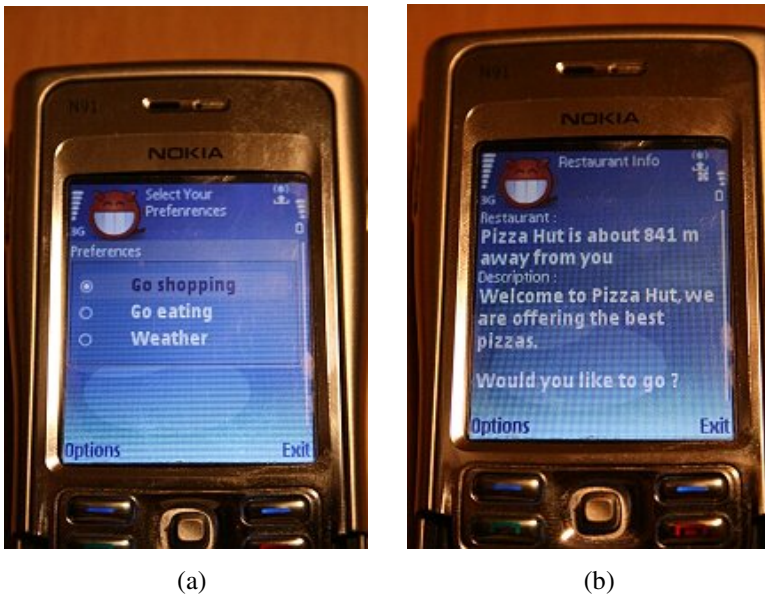 N91
NOKIA
Select Your
Prefenrences
3G
Preferences
Go shopping
Go eating
Weather
Options Exit
(a)
N91
NOKIA
Restaurant Info
3G
Restaurant :
Pizza Hut is about 841 m
away from you
Description :
Welcome to Pizza Hut, we
are offering the best
pizzas.
Would you like to go ?
Options Exit
(b)